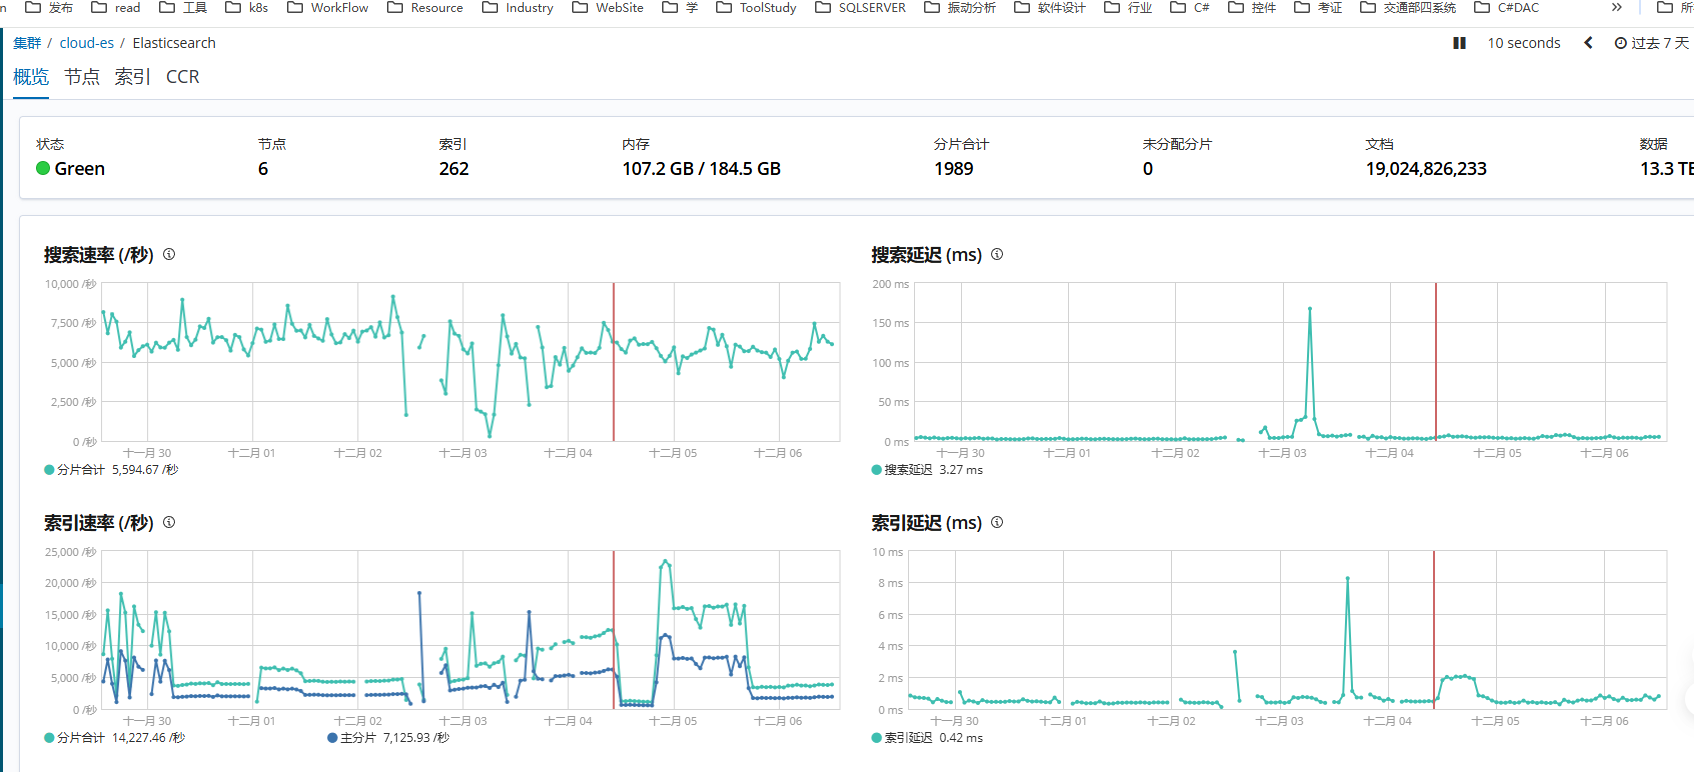 n 发布 read 工具 k8s WorkFlow Resource Industry WebSite 学 ToolStudy SQLSERVER 振动分析 软件设计 行业 C# 控件 考证 交通部四系统 C#DAC » 所
集群 / cloud-es / Elasticsearch 10 seconds 过去 7 天
概览 节点 索引 CCR
状态 节点 索引 内存 分片合计 未分配分片 文档 数据
Green 6 262 107.2 GB / 184.5 GB 1989 0 19,024,826,233 13.3 TE
搜索速率 (/秒)
10,000 /秒
7,500 /秒
5,000 /秒
2,500 /秒
0 /秒
十一月 30 十二月 01 十二月 02 十二月 03 十二月 04 十二月 05 十二月 06
分片合计 5,594.67 /秒
搜索延迟 (ms)
200 ms
150 ms
100 ms
50 ms
0 ms
十一月 30 十二月 01 十二月 02 十二月 03 十二月 04 十二月 05 十二月 06
搜索延迟 3.27 ms
索引速率 (/秒)
25,000 /秒
20,000 /秒
15,000 /秒
10,000 /秒
5,000 /秒
0 /秒
十一月 30 十二月 01 十二月 02 十二月 03 十二月 04 十二月 05 十二月 06
分片合计 14,227.46 /秒 主分片 7,125.93 /秒
索引延迟 (ms)
10 ms
8 ms
6 ms
4 ms
2 ms
0 ms
十一月 30 十二月 01 十二月 02 十二月 03 十二月 04 十二月 05 十二月 06
索引延迟 0.42 ms